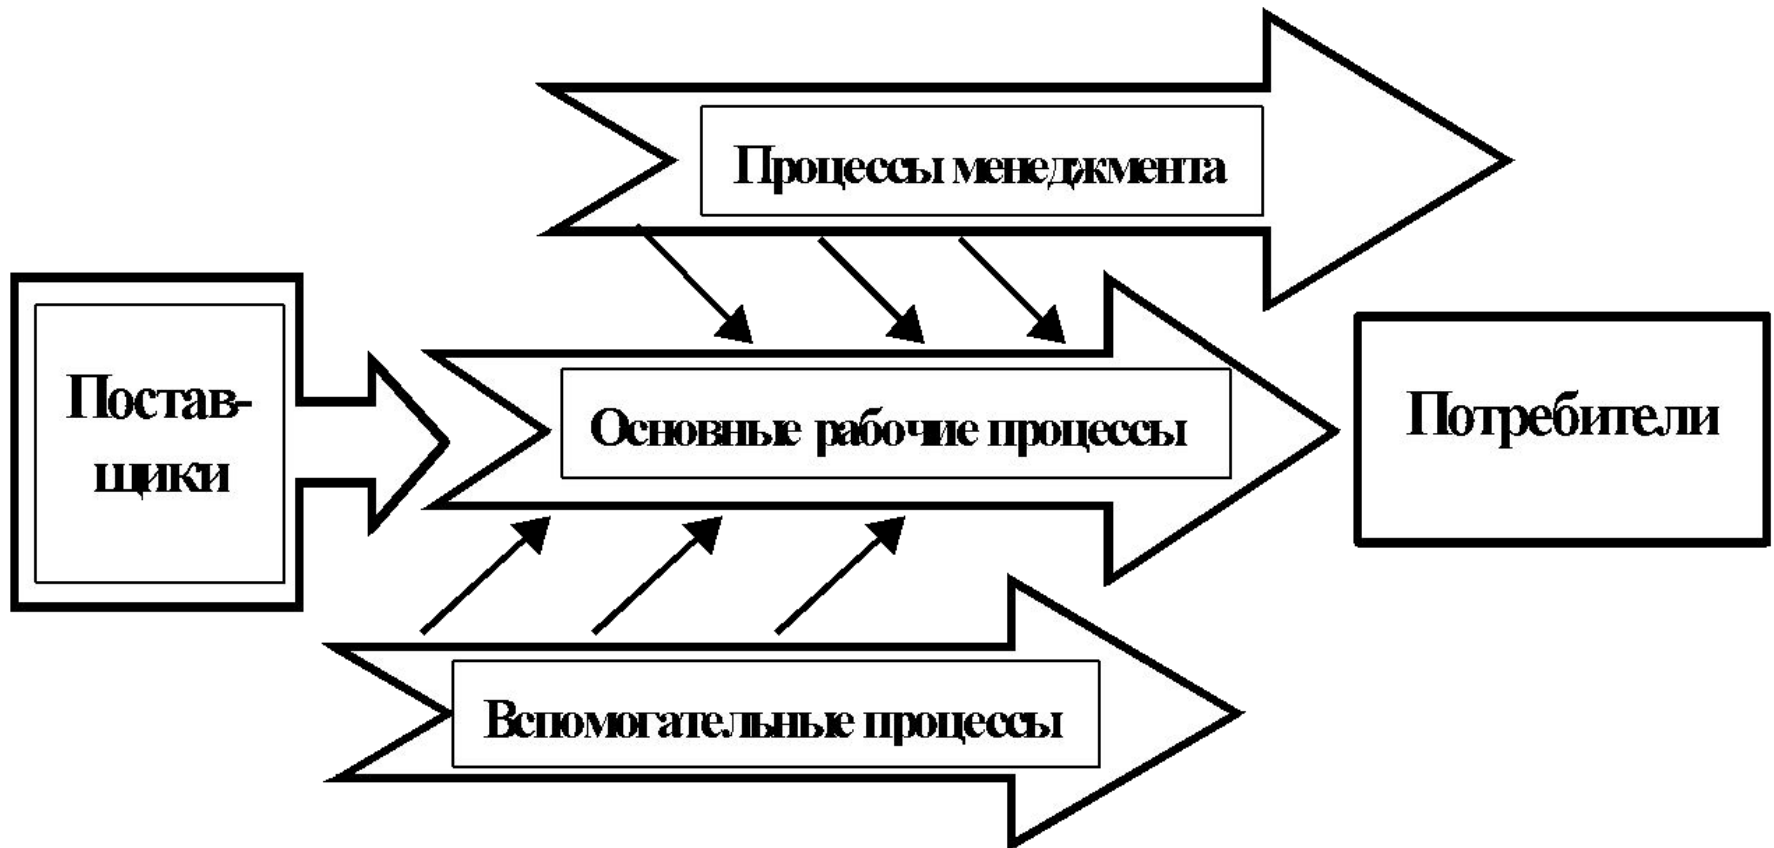 Процессы менеджмента
Постав-
щики
Основные рабочие процессы
Потребители
Вспомогательные процессы